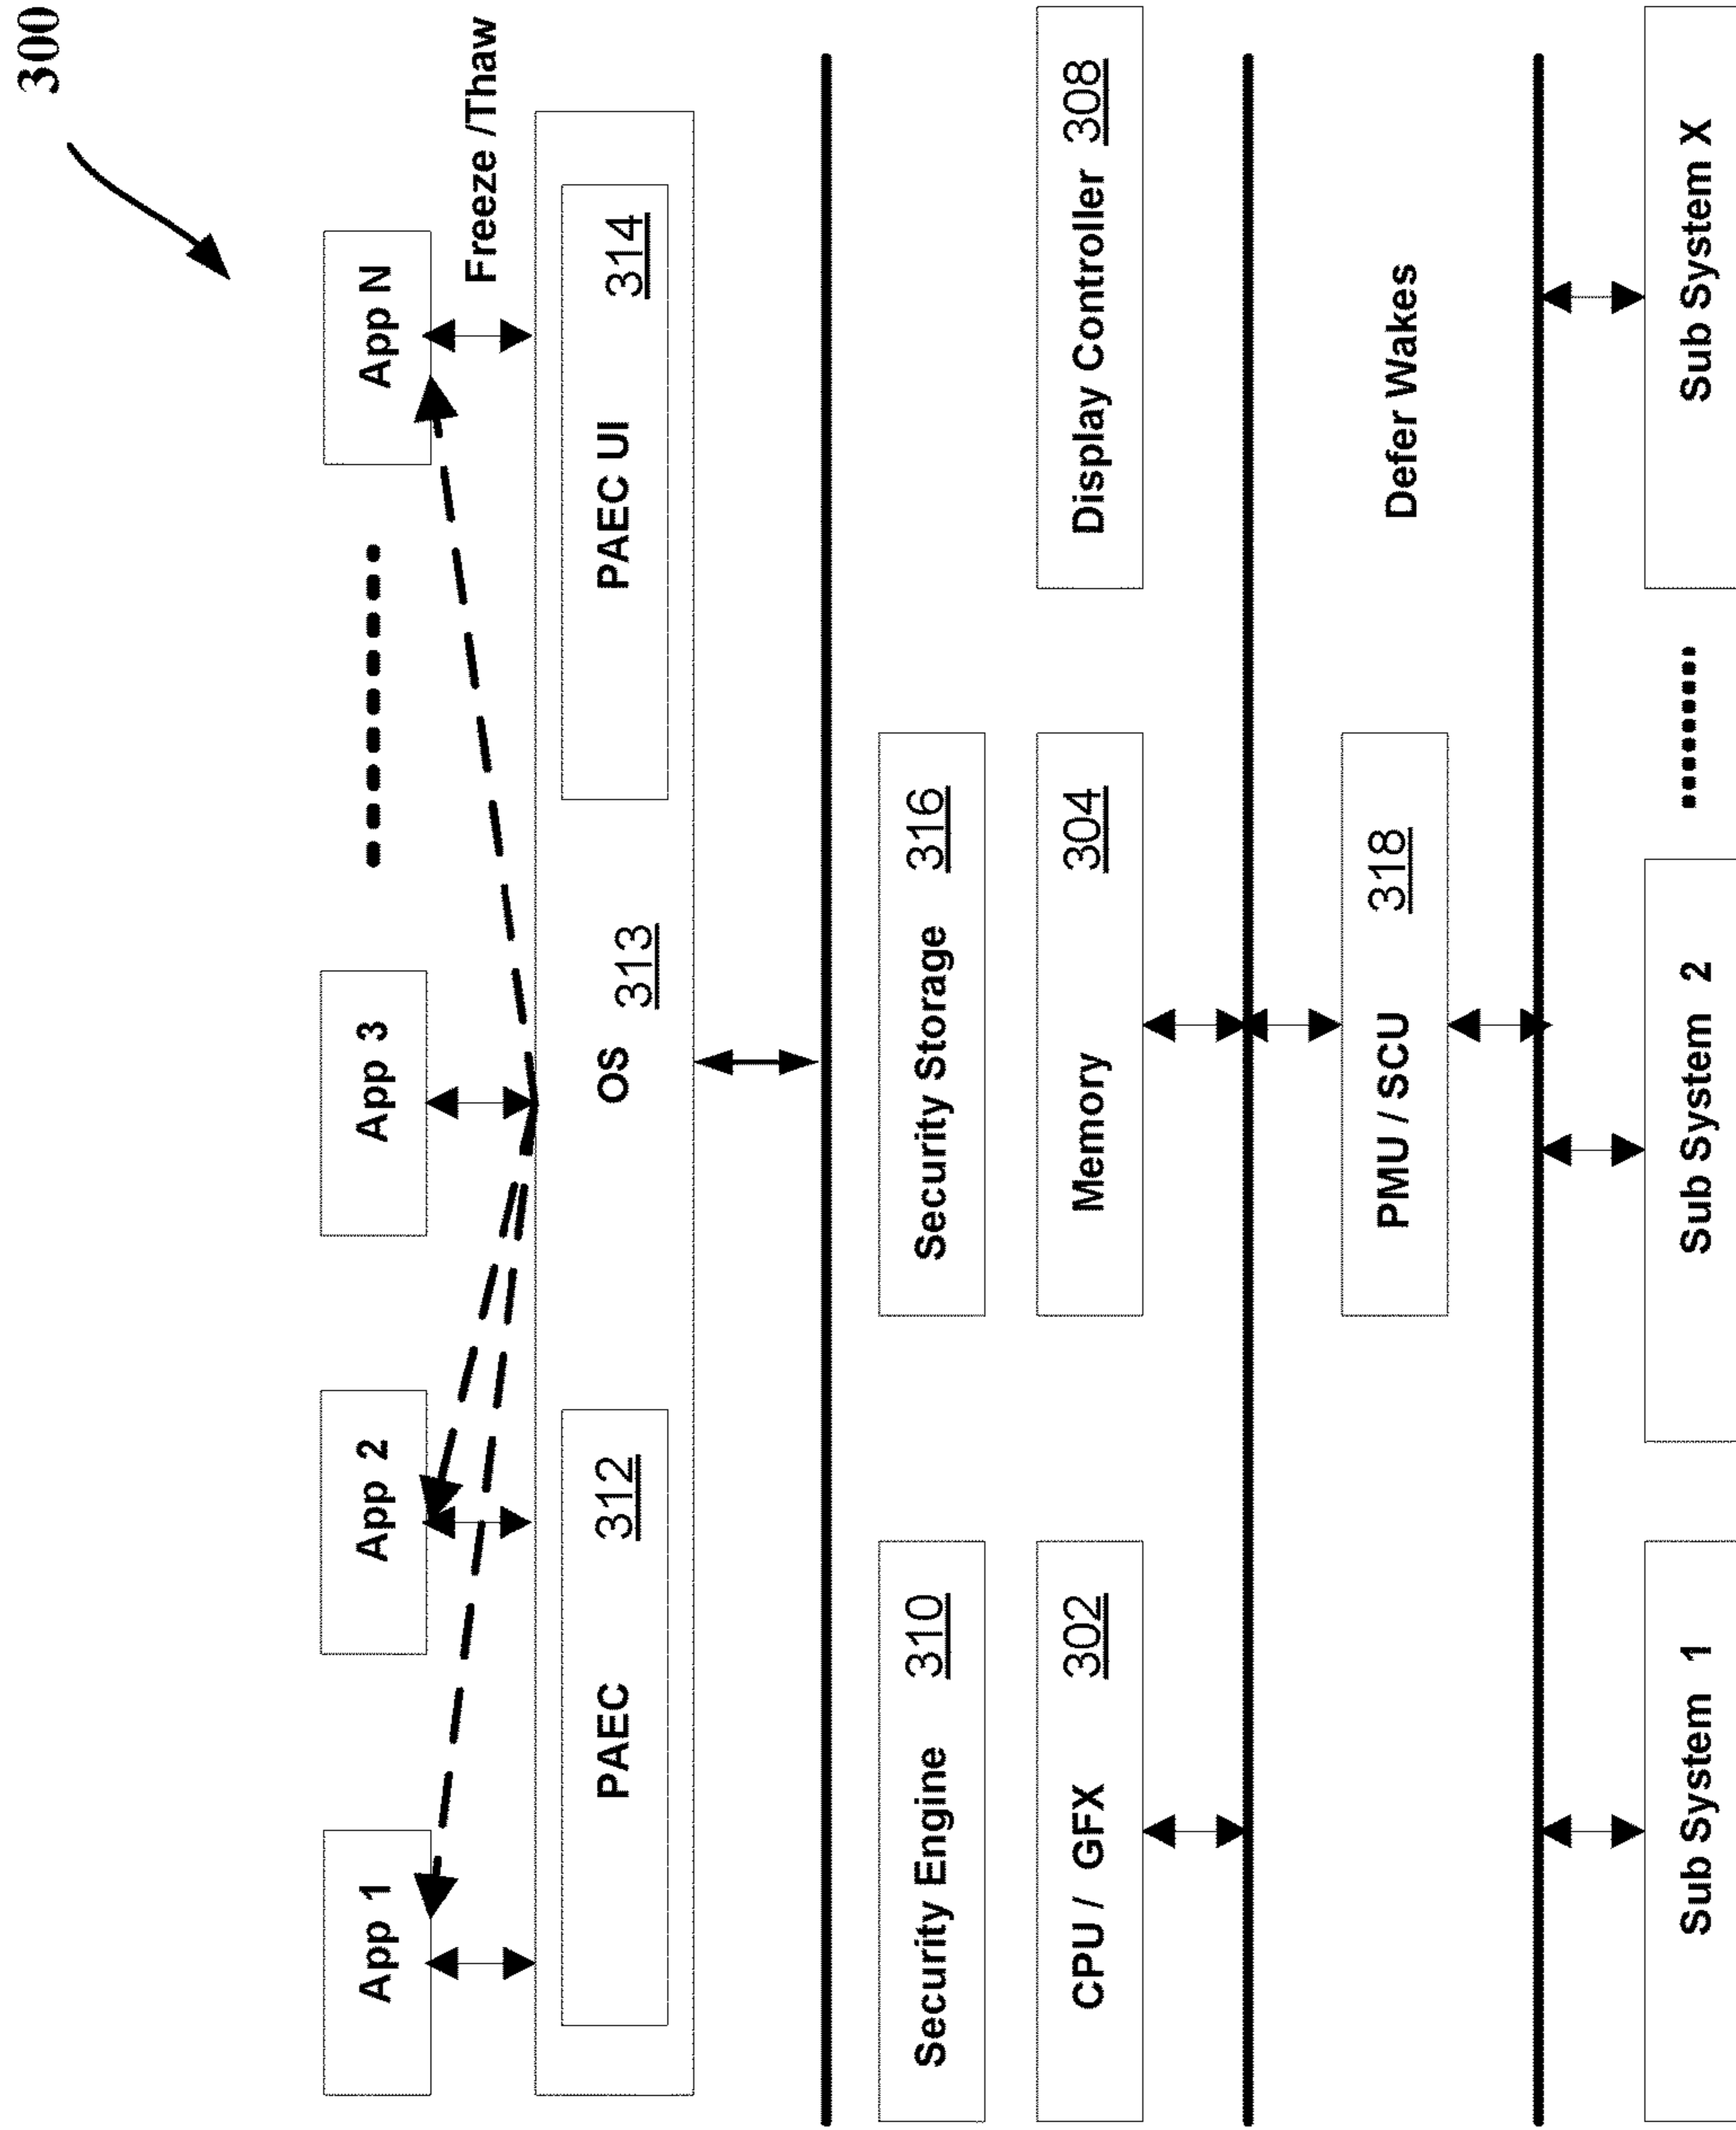 300
App 1
App 2
App 3
App N
Freeze /Thaw
PAEC 312
OS 313
PAEC UI 314
Security Engine 310
Security Storage 316
CPU / GFX 302
Memory 304
Display Controller 308
PMU / SCU 318
Defer Wakes
Sub System 1
Sub System 2
Sub System X